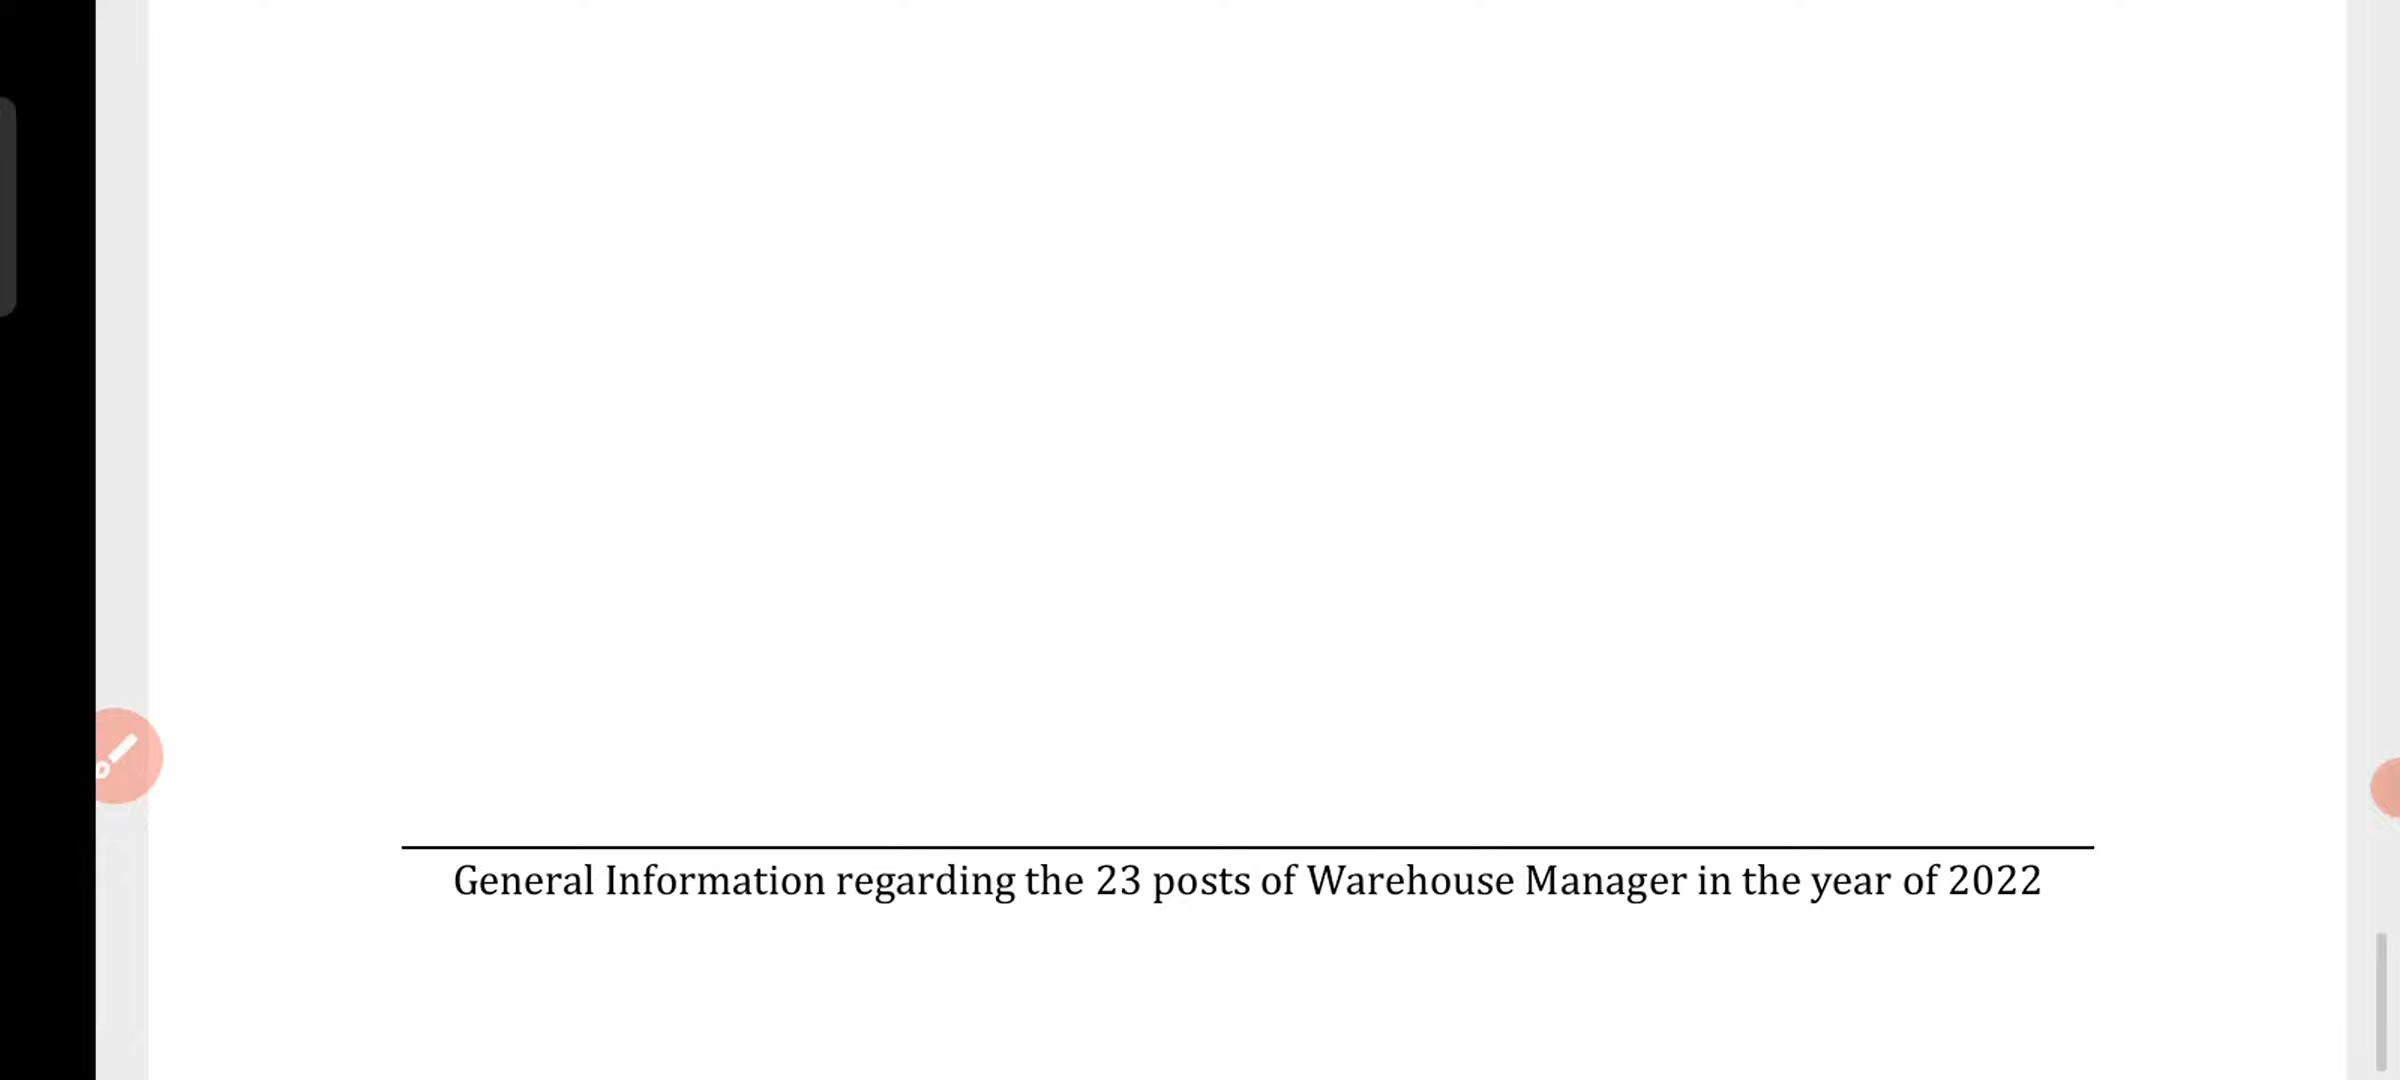 General Information regarding the 23 posts of Warehouse Manager in the year of 2022